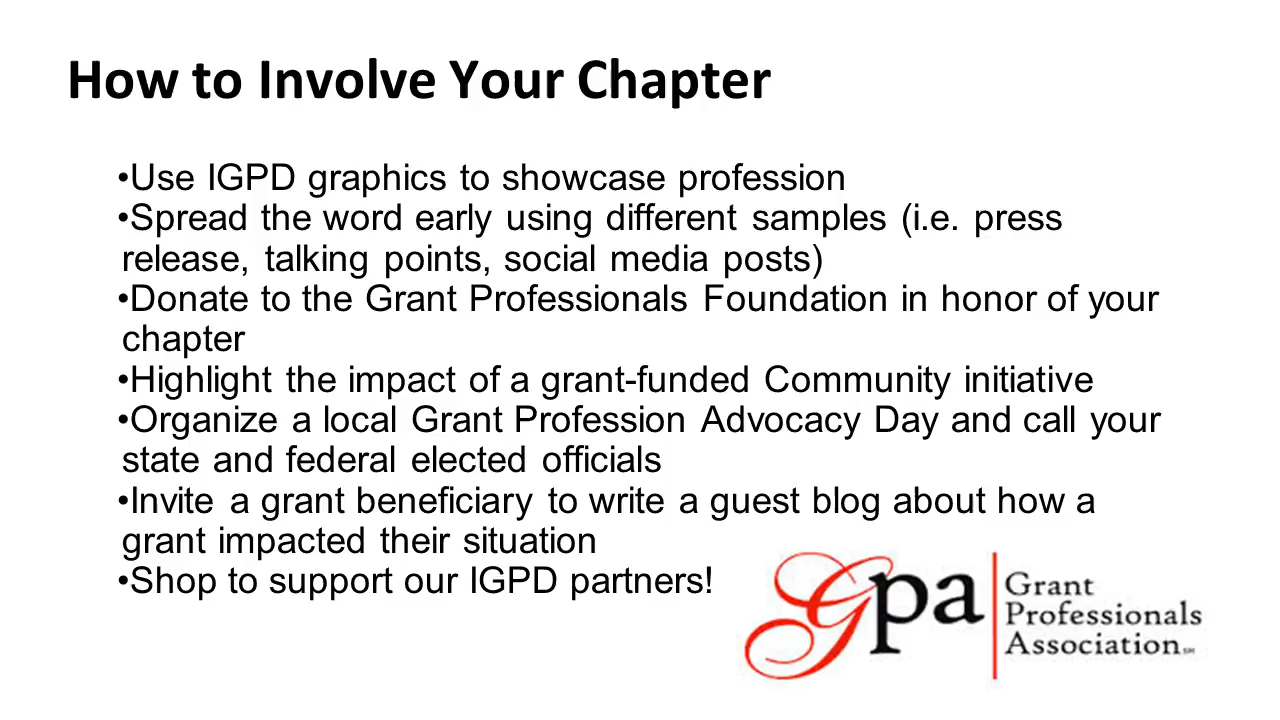 How to Involve Your Chapter
•Use IGPD graphics to showcase profession
•Spread the word early using different samples (i.e. press
release, talking points, social media posts)
•Donate to the Grant Professionals Foundation in honor of your
chapter
•Highlight the impact of a grant-funded Community initiative
•Organize a local Grant Profession Advocacy Day and call your
state and federal elected officials
•Invite a grant beneficiary to write a guest blog about how a
grant impacted their situation
•Shop to support our IGPD partners!
gpa
Grant
Professionals
Association℠